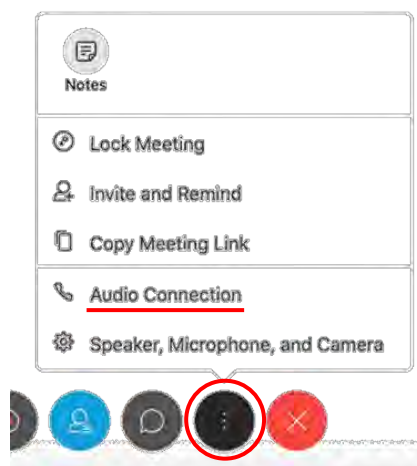 Notes
Lock Meeting
Invite and Remind
Copy Meeting Link
Audio Connection
Speaker, Microphone, and Camera